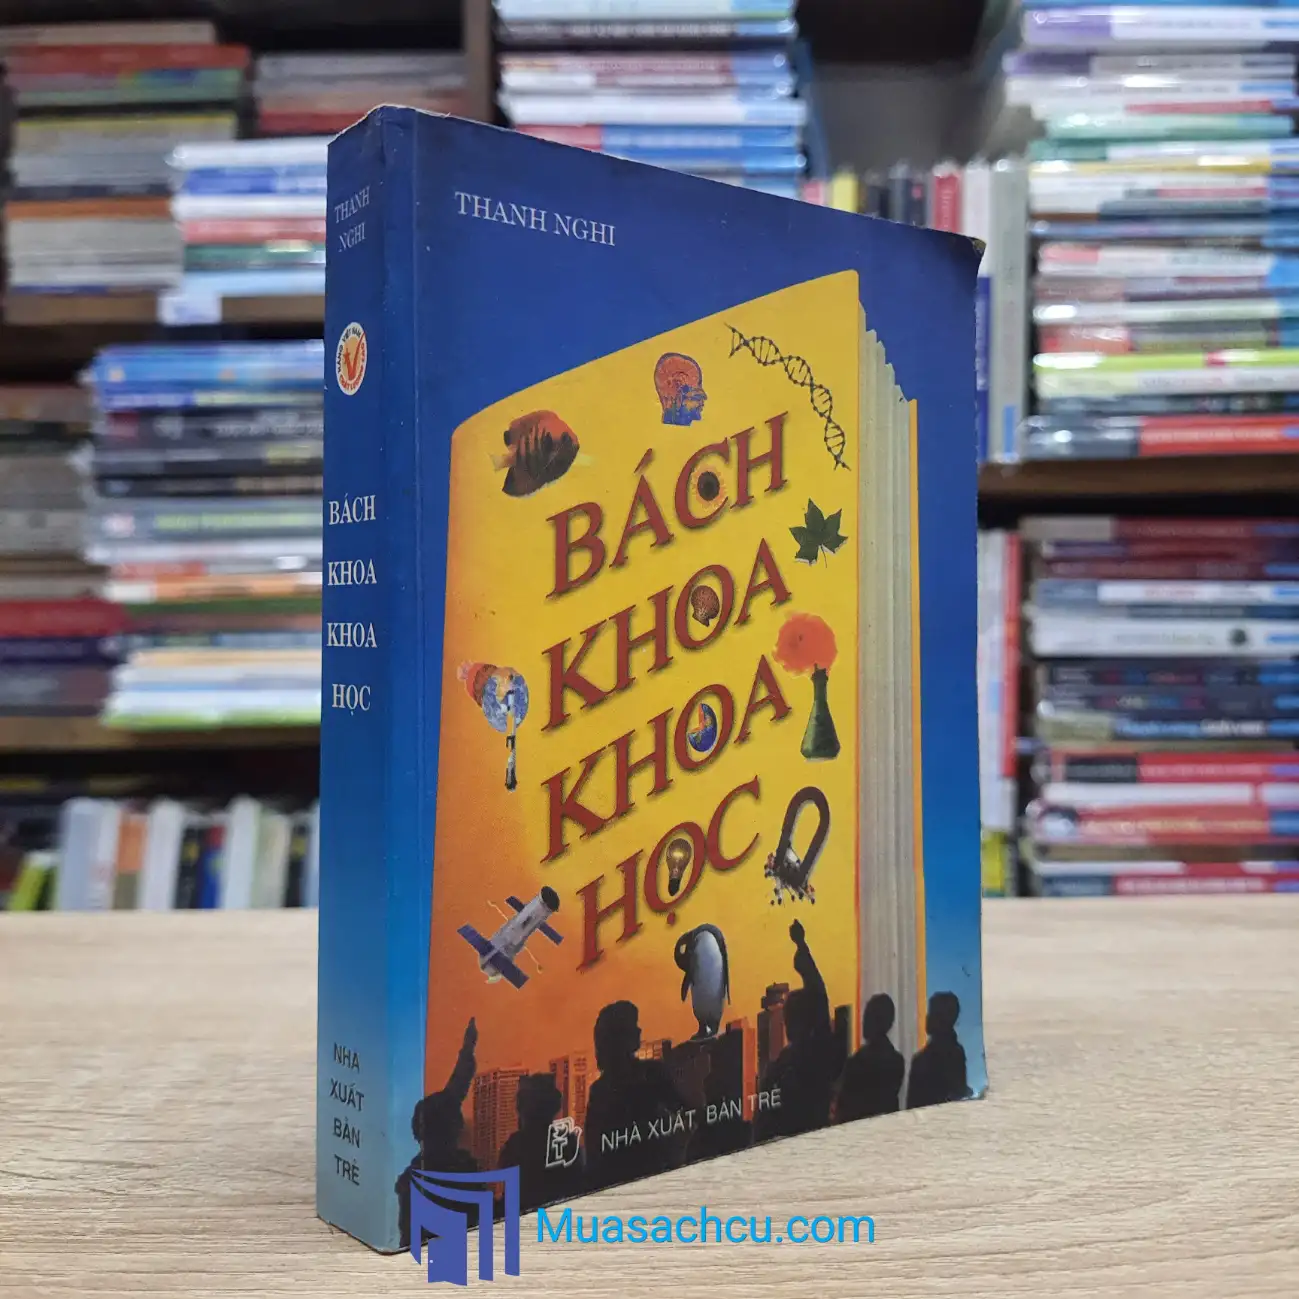 THANH
NGHI
BÁCH
KHOA
KHOA
HỌC
NHÀ
XUẤT
BẢN
TRẺ
THANH NGHI
BÁCH
KHOA
KHOA
HỌC
NHÀ XUẤT BẢN TRẺ
Muasachcu.com